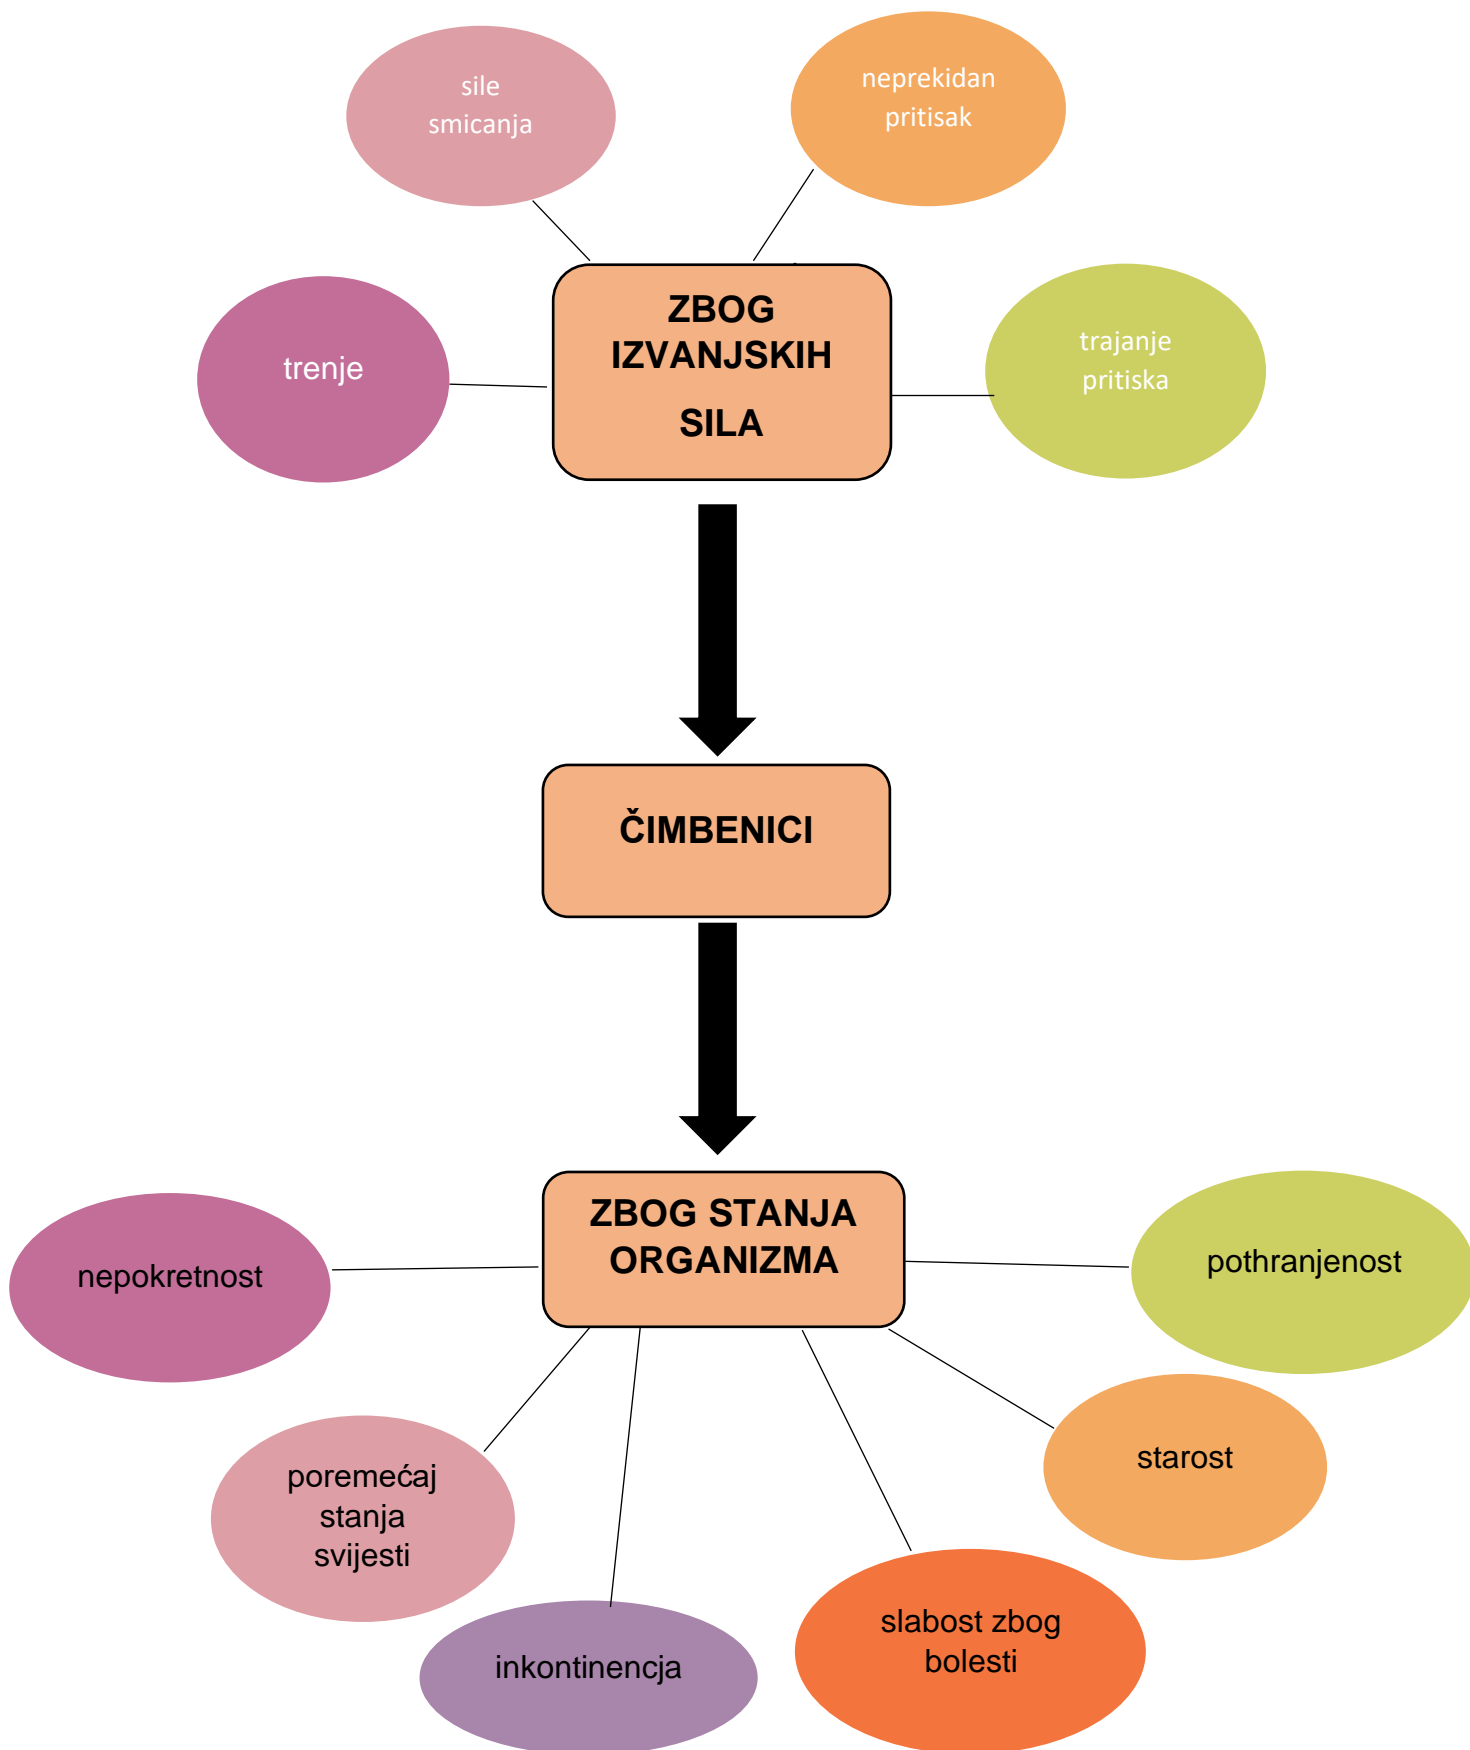 sile
smicanja
neprekidan
pritisak
trenje
ZBOG
IZVANJSKIH
SILA
trajanje
pritiska
ČIMBENICI
ZBOG STANJA
ORGANIZMA
nepokretnost
pothranjenost
poremećaj
stanja
svijesti
starost
inkontinencja
slabost zbog
bolesti